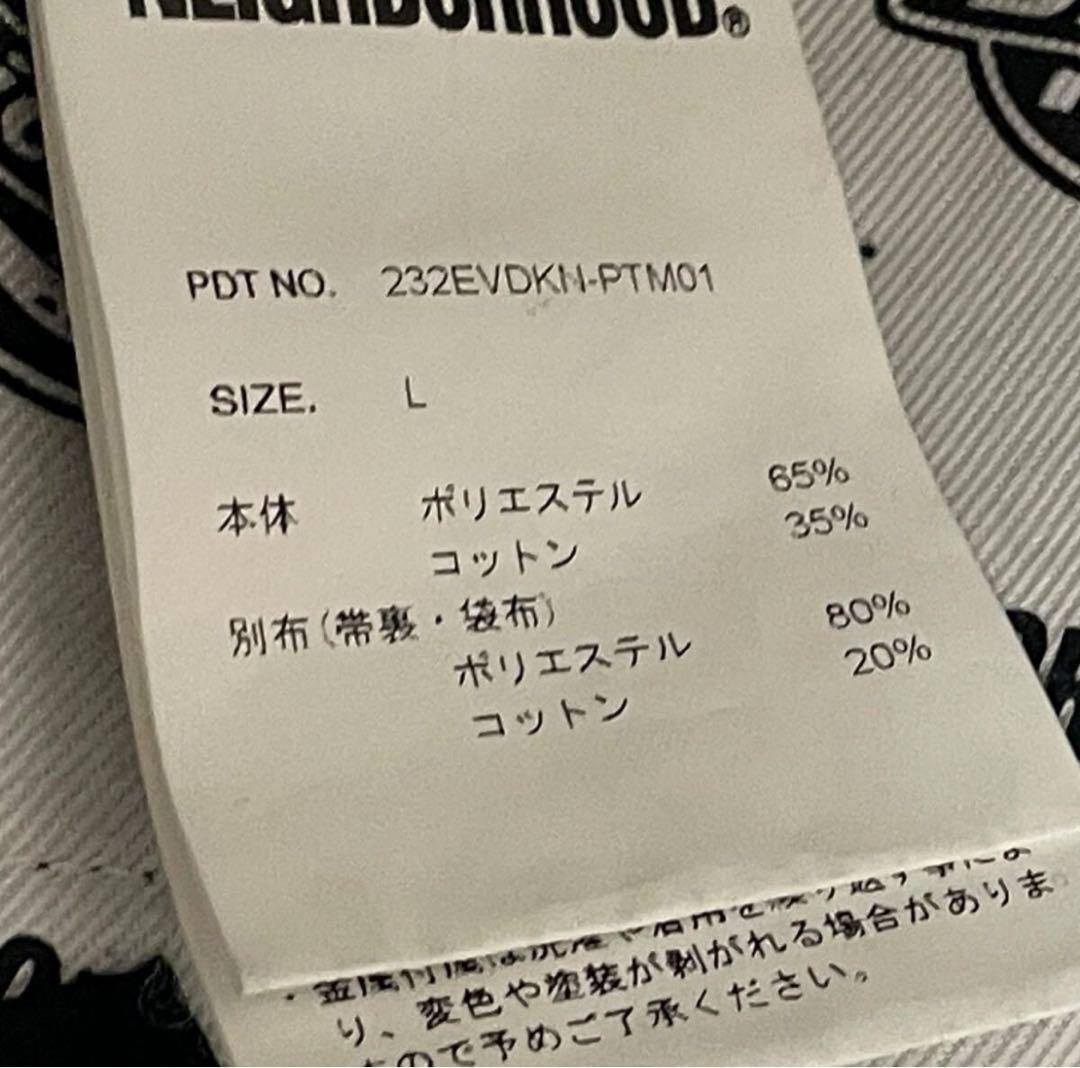 NEIGHBORHOOD®
PDT NO. 232EVDKN-PTM01
SIZE. L
本体 ポリエステル 65%
コットン 35%
別布(帯裏・袋布)
ポリエステル 80%
コットン 20%
・金属付属は洗濯や着用を繰り返す事によ
り、変色や塗装が剝がれる場合がありま
ので予めご了承ください。